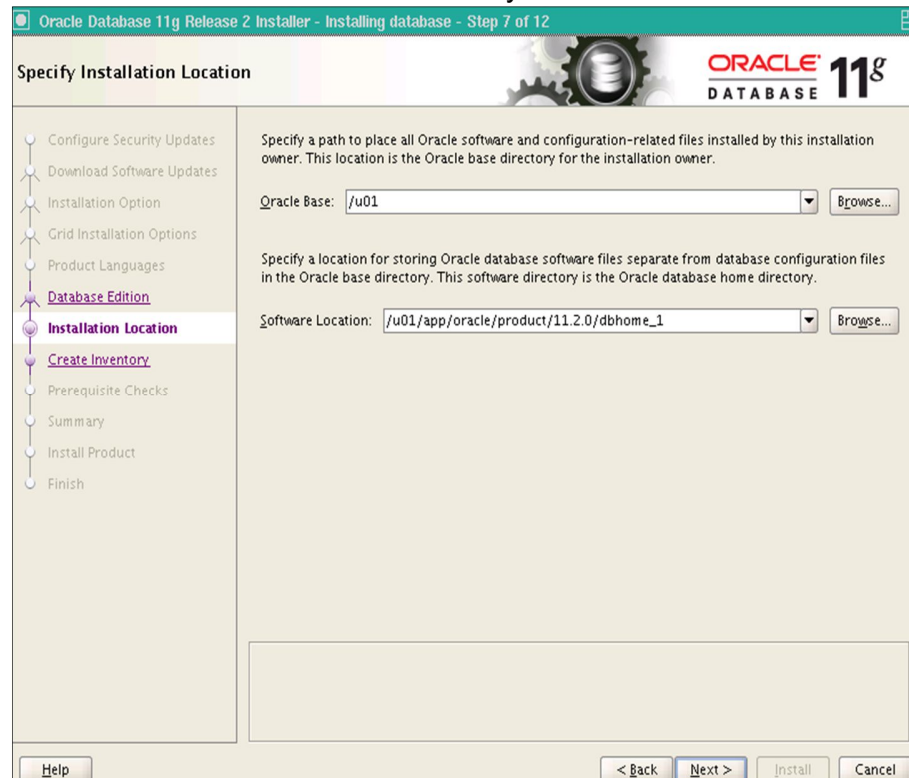 Oracle Database 11g Release 2 Installer - Installing database - Step 7 of 12
Specify Installation Location
ORACLE
DATABASE
11g
Configure Security Updates
Download Software Updates
Installation Option
Grid Installation Options
Product Languages
Database Edition
Installation Location
Create Inventory
Prerequisite Checks
Summary
Install Product
Finish
Specify a path to place all Oracle software and configuration-related files installed by this installation
owner. This location is the Oracle base directory for the installation owner.
Oracle Base: /u01 Browse...
Specify a location for storing Oracle database software files separate from database configuration files
in the Oracle base directory. This software directory is the Oracle database home directory.
Software Location: /u01/app/oracle/product/11.2.0/dbhome_1 Browse...
Help < Back Next > Install Cancel